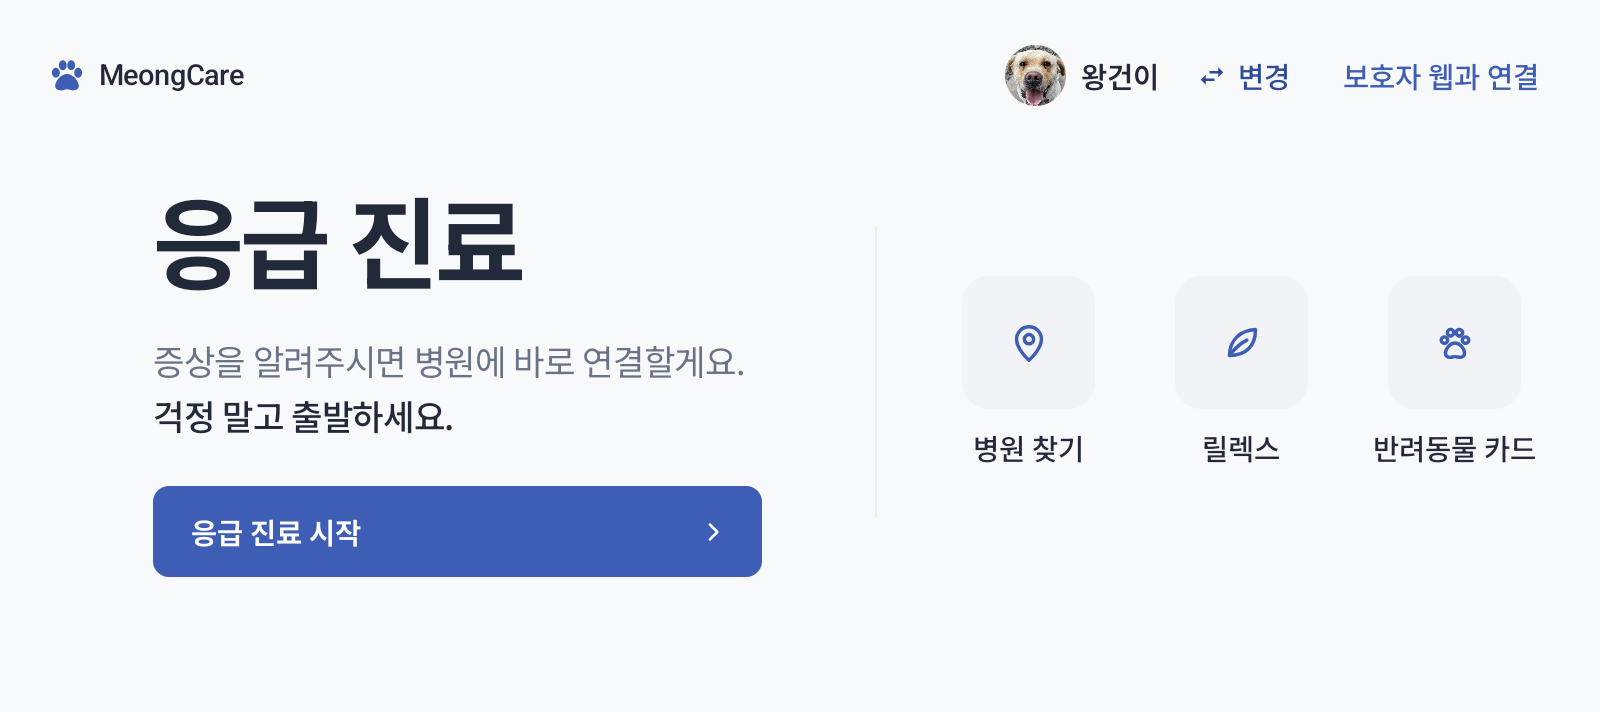 MeongCare
왕건이
변경
보호자 웹과 연결
응급 진료
증상을 알려주시면 병원에 바로 연결할게요.
걱정 말고 출발하세요.
응급 진료 시작
병원 찾기
릴렉스
반려동물 카드